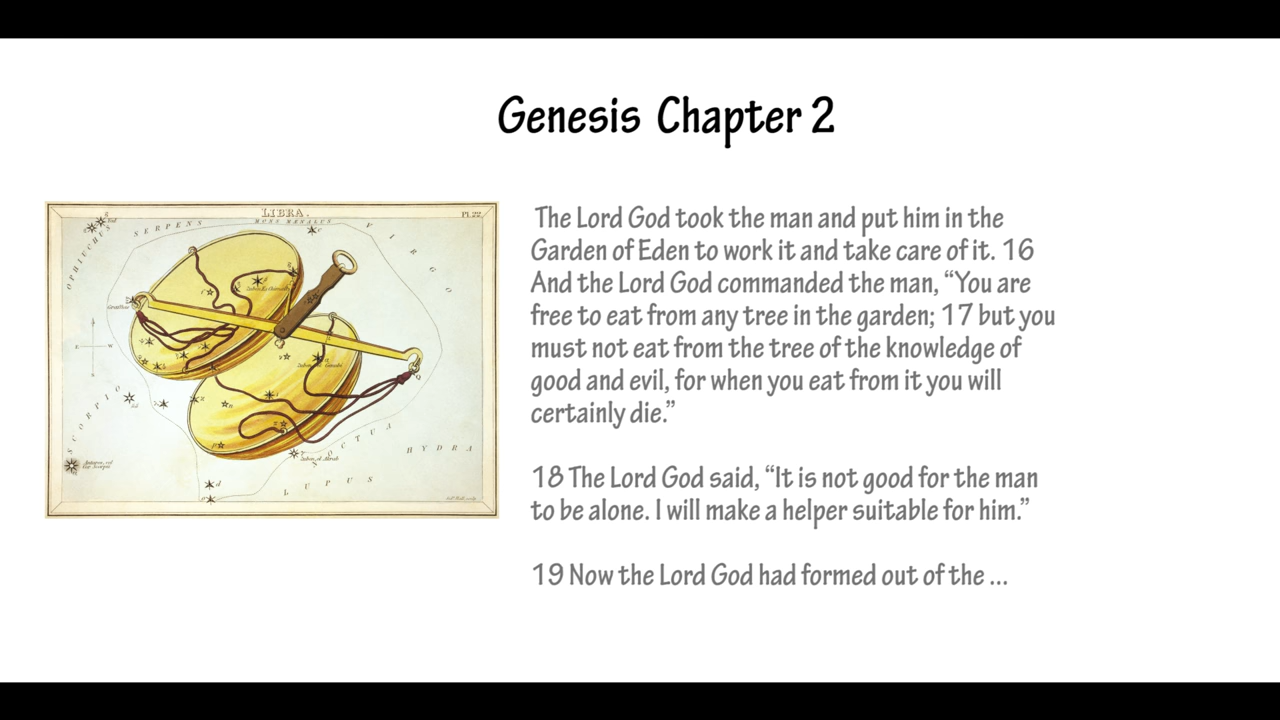 Genesis Chapter 2
LIBRA.
PL. 22
MONS MENALUS
SERPENS
VIRGO
OPHIUCHUS
SCORPIO
LUPUS
NOCTUA
HYDRA
The Lord God took the man and put him in the
Garden of Eden to work it and take care of it. 16
And the Lord God commanded the man, “You are
free to eat from any tree in the garden; 17 but you
must not eat from the tree of the knowledge of
good and evil, for when you eat from it you will
certainly die.”
18 The Lord God said, “It is not good for the man
to be alone. I will make a helper suitable for him.”
19 Now the Lord God had formed out of the ...